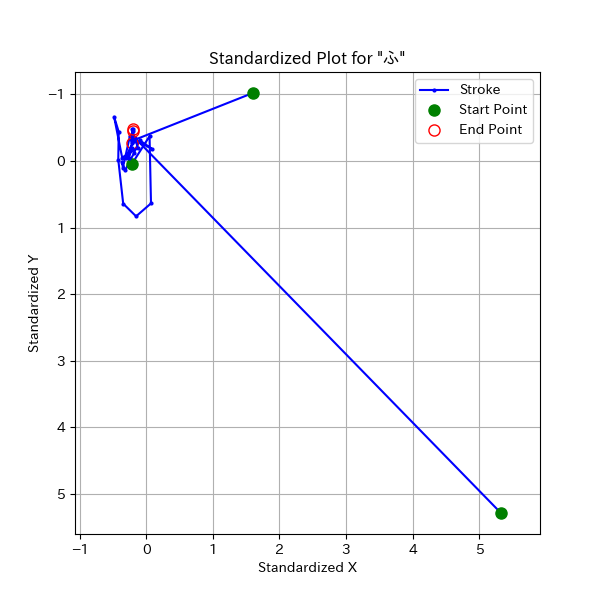 Standardized Plot for "ふ"
Stroke
Start Point
End Point
Standardized Y
−1
0
1
2
3
4
5
−1 0 1 2 3 4 5
Standardized X